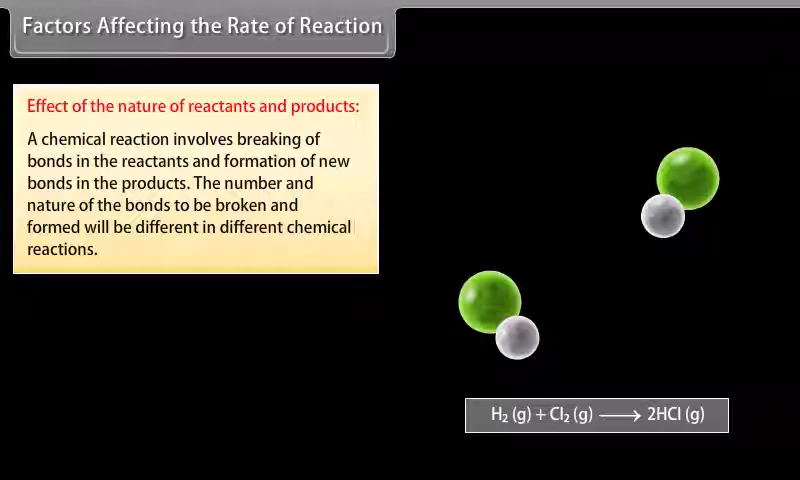 Factors Affecting the Rate of Reaction
Effect of the nature of reactants and products:
A chemical reaction involves breaking of
bonds in the reactants and formation of new
bonds in the products. The number and
nature of the bonds to be broken and
formed will be different in different chemical
reactions.
H₂ (g) + Cl₂ (g) ⟶ 2HCl (g)